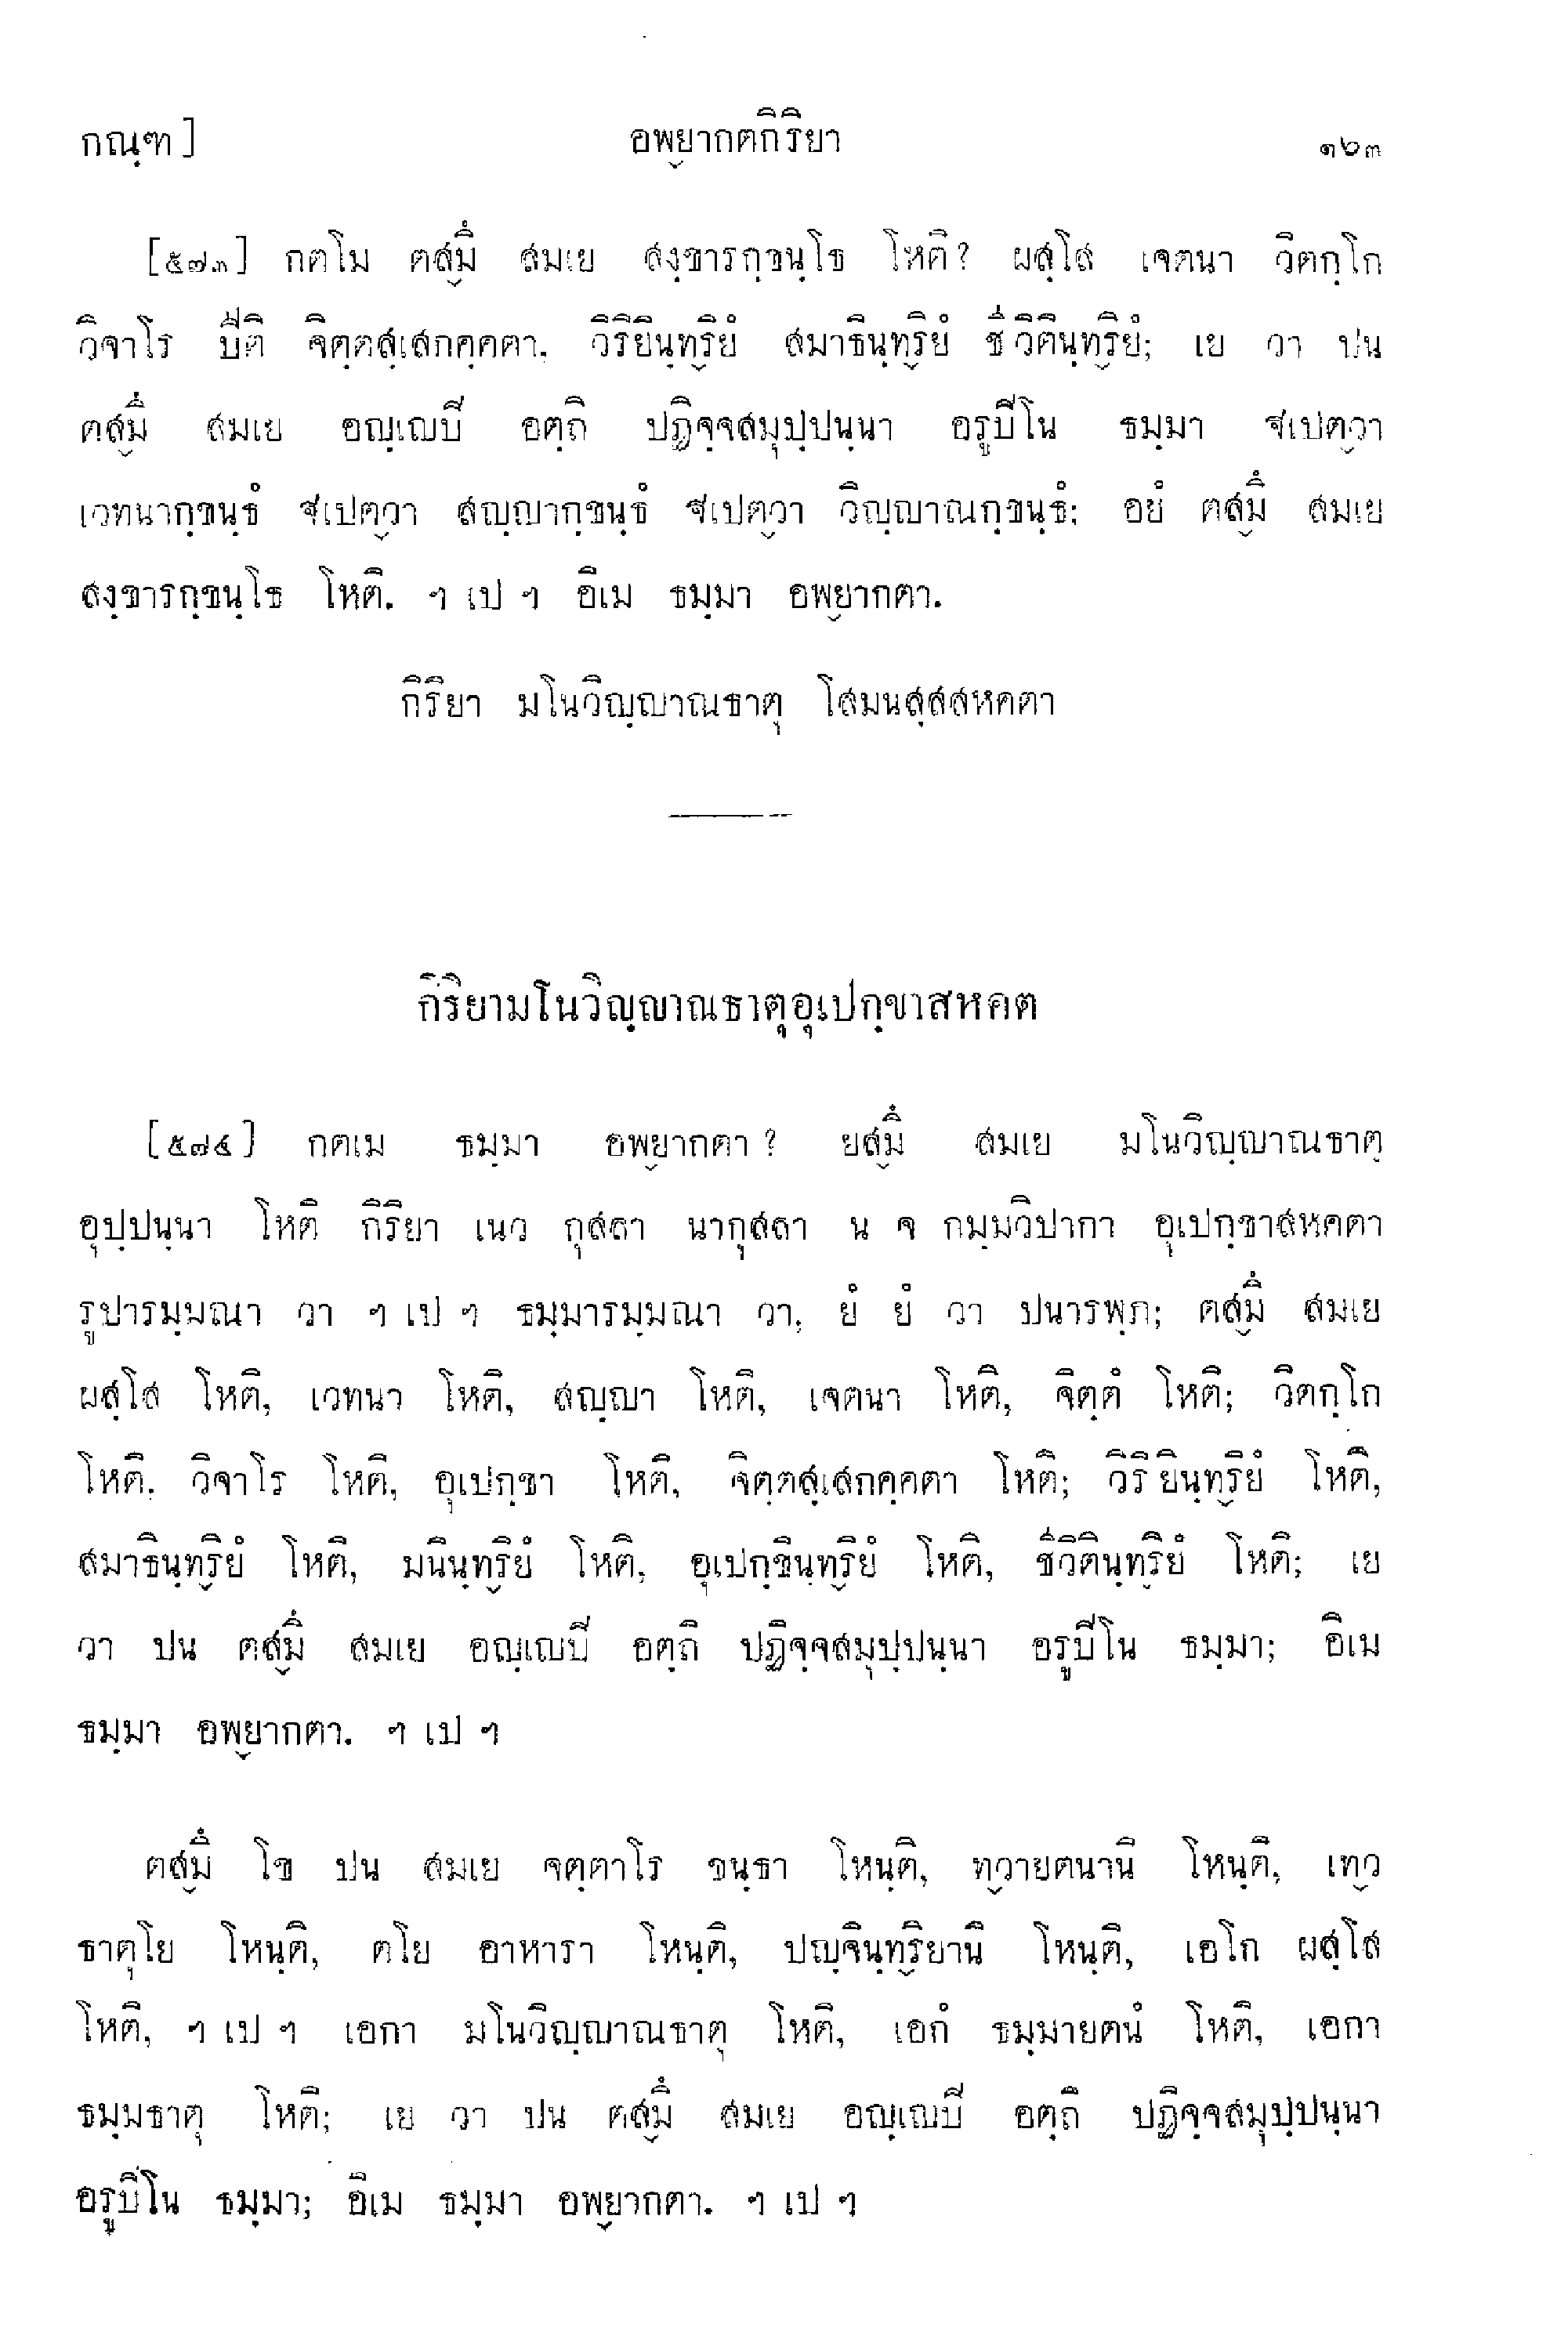 กณฺฑ]	อพฺยากตกิริยา	๑๖๓
[๕๗๓] กตโม ตสฺมึ สมเย สงฺขารกฺขนฺโธ โหติ? ผสฺโส เจตนา วิตกฺโก
วิจาโร ปีติ จิตฺตสฺเสกคฺคตา, วิริยินฺทฺริยํ สมาธินฺทฺริยํ ชีวิตินฺทฺริยํ; เย วา ปน
ตสฺมึ สมเย อญฺเญปี อตฺถิ ปฏิจฺจสมุปฺปนฺนา อรูปิโน ธมฺมา ฐเปตฺวา
เวทนากฺขนฺธํ ฐเปตฺวา สญฺญากฺขนฺธํ ฐเปตฺวา วิญฺญาณกฺขนฺธํ; อยํ ตสฺมึ สมเย
สงฺขารกฺขนฺโธ โหติ. ฯ เป ฯ อิเม ธมฺมา อพฺยากตา.
กิริยา มโนวิญฺญาณธาตุ โสมนสฺสสหคตา
กิริยามโนวิญฺญาณธาตุอุเปกฺขาสหคต
[๕๗๔] กตเม ธมฺมา อพฺยากตา? ยสฺมึ สมเย มโนวิญฺญาณธาตุ
อุปฺปนฺนา โหติ กิริยา เนว กุสลา นากุสลา น จ กมฺมวิปากา อุเปกฺขาสหคตา
รูปารมฺมณา วา ฯ เป ฯ ธมฺมารมฺมณา วา, ยํ ยํ วา ปนารพฺภ; ตสฺมึ สมเย
ผสฺโส โหติ, เวทนา โหติ, สญฺญา โหติ, เจตนา โหติ, จิตฺตํ โหติ; วิตกฺโก
โหติ, วิจาโร โหติ, อุเปกฺขา โหติ, จิตฺตสฺเสกคฺคตา โหติ; วิริยินฺทฺริยํ โหติ,
สมาธินฺทฺริยํ โหติ, มนินฺทฺริยํ โหติ, อุเปกฺขินฺทฺริยํ โหติ, ชีวิตินฺทฺริยํ โหติ; เย
วา ปน ตสฺมึ สมเย อญฺเญปี อตฺถิ ปฏิจฺจสมุปฺปนฺนา อรูปิโน ธมฺมา; อิเม
ธมฺมา อพฺยากตา. ฯ เป ฯ
ตสฺมึ โข ปน สมเย จตฺตาโร ขนฺธา โหนฺติ, ทฺวายตนานิ โหนฺติ, เทฺว
ธาตุโย โหนฺติ, ตโย อาหารา โหนฺติ, ปญฺจินฺทฺริยานิ โหนฺติ, เอโก ผสฺโส
โหติ, ฯ เป ฯ เอกา มโนวิญฺญาณธาตุ โหติ, เอกํ ธมฺมายตนํ โหติ, เอกา
ธมฺมธาตุ โหติ; เย วา ปน ตสฺมึ สมเย อญฺเญปี อตฺถิ ปฏิจฺจสมุปฺปนฺนา
อรูปิโน ธมฺมา; อิเม ธมฺมา อพฺยากตา. ฯ เป ฯ